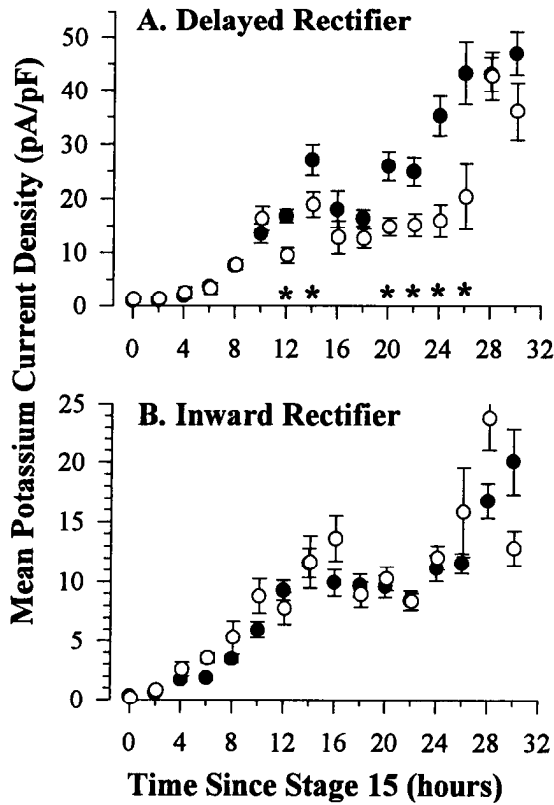 A. Delayed Rectifier
50
40
30
20
10
0
* * * * * *
0 4 8 12 16 20 24 28 32
Mean Potassium Current Density (pA/pF)
B. Inward Rectifier
25
20
15
10
5
0
0 4 8 12 16 20 24 28 32
Time Since Stage 15 (hours)